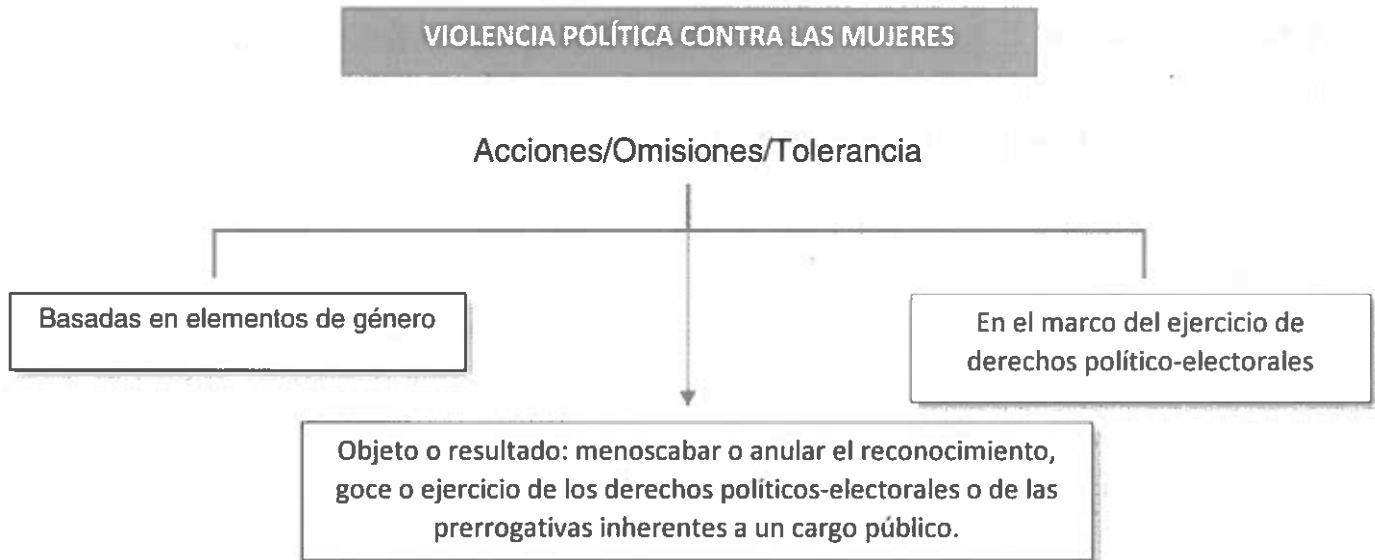 VIOLENCIA POLÍTICA CONTRA LAS MUJERES
Acciones/Omisiones/Tolerancia
Basadas en elementos de género
En el marco del ejercicio de
derechos político-electorales
Objeto o resultado: menoscabar o anular el reconocimiento,
goce o ejercicio de los derechos políticos-electorales o de las
prerrogativas inherentes a un cargo público.